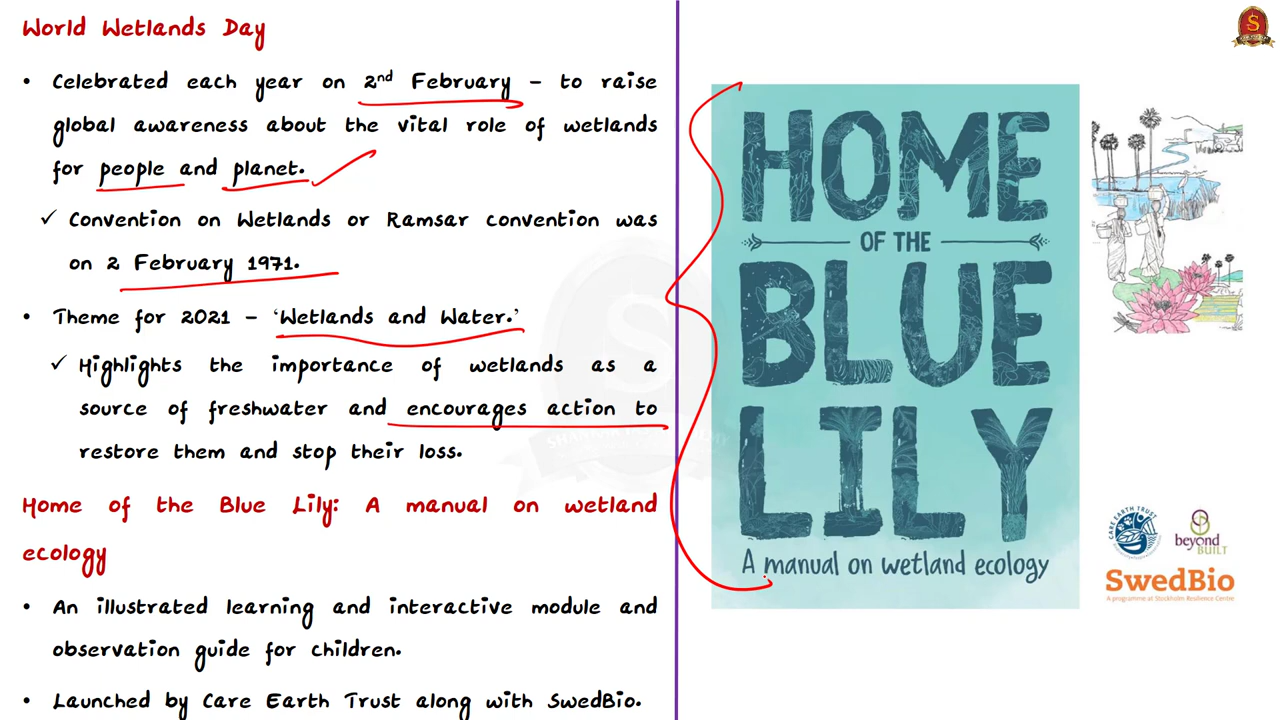 World Wetlands Day
• Celebrated each year on 2nd February – to raise
global awareness about the vital role of wetlands
for people and planet.
✓ Convention on Wetlands or Ramsar convention was
on 2 February 1971.
• Theme for 2021 – ‘Wetlands and Water.’
✓ Highlights the importance of wetlands as a
source of freshwater and encourages action to
restore them and stop their loss.
Home of the Blue Lily: A manual on wetland
ecology
• An illustrated learning and interactive module and
observation guide for children.
• Launched by Care Earth Trust along with SwedBio.
HOME
OF THE
BLUE
LILY
A manual on wetland ecology
CARE EARTH TRUST
beyond
BUILT
SwedBio
A programme at Stockholm Resilience Centre